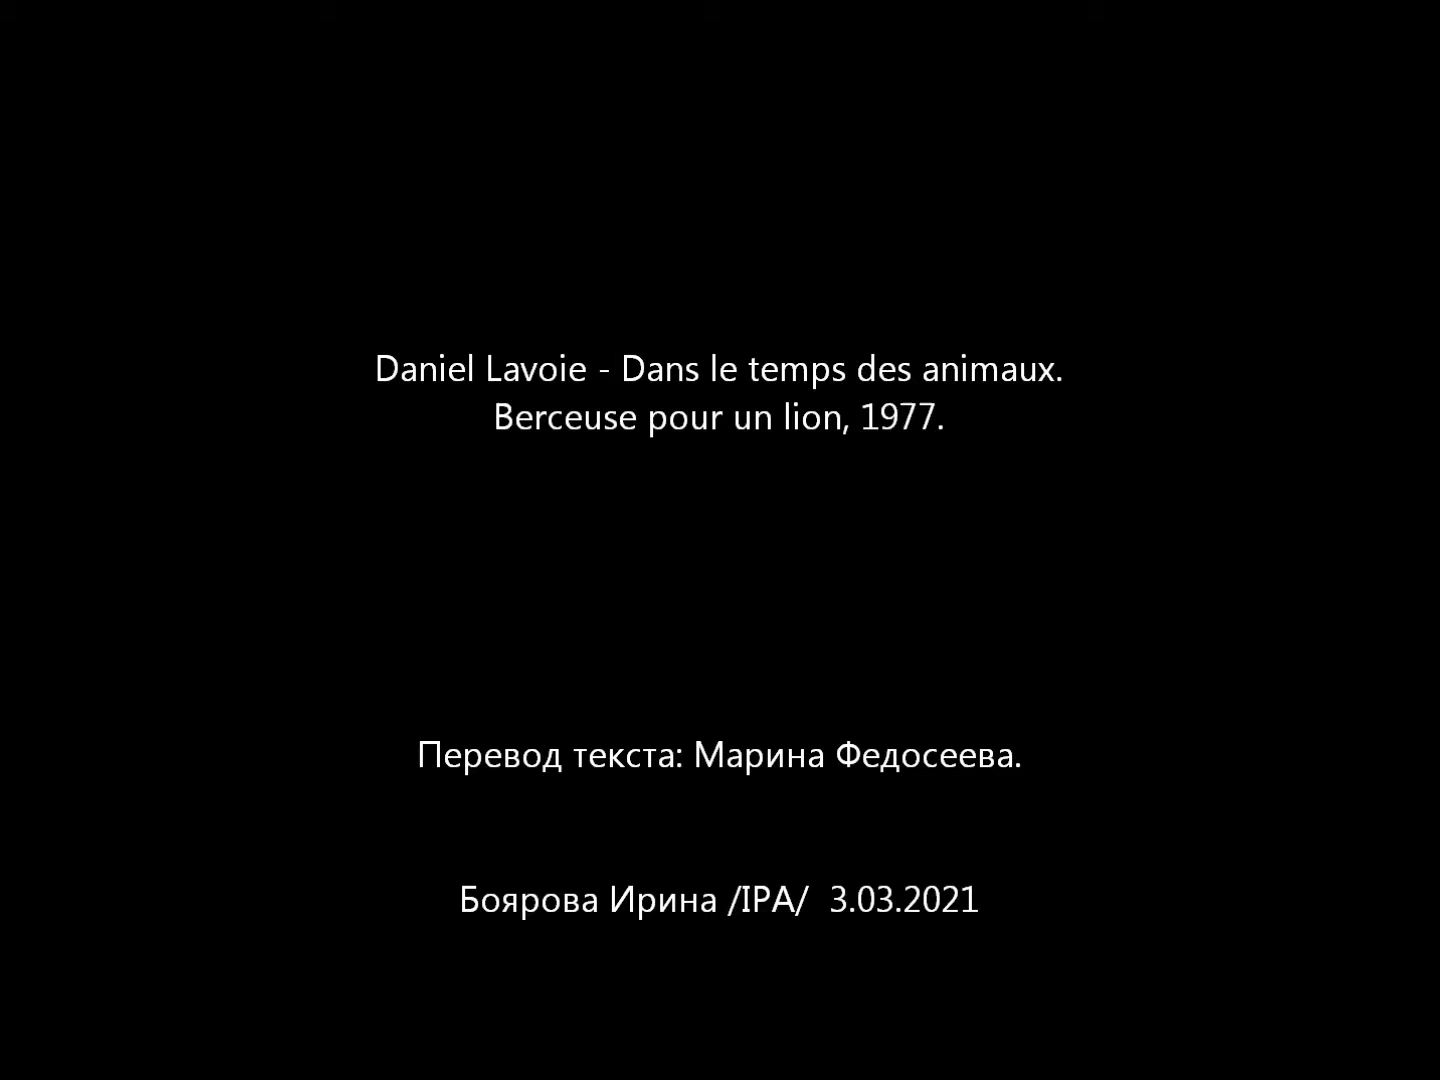 Daniel Lavoie - Dans le temps des animaux.
Berceuse pour un lion, 1977.
Перевод текста: Марина Федосеева.
Боярова Ирина /IPA/ 3.03.2021